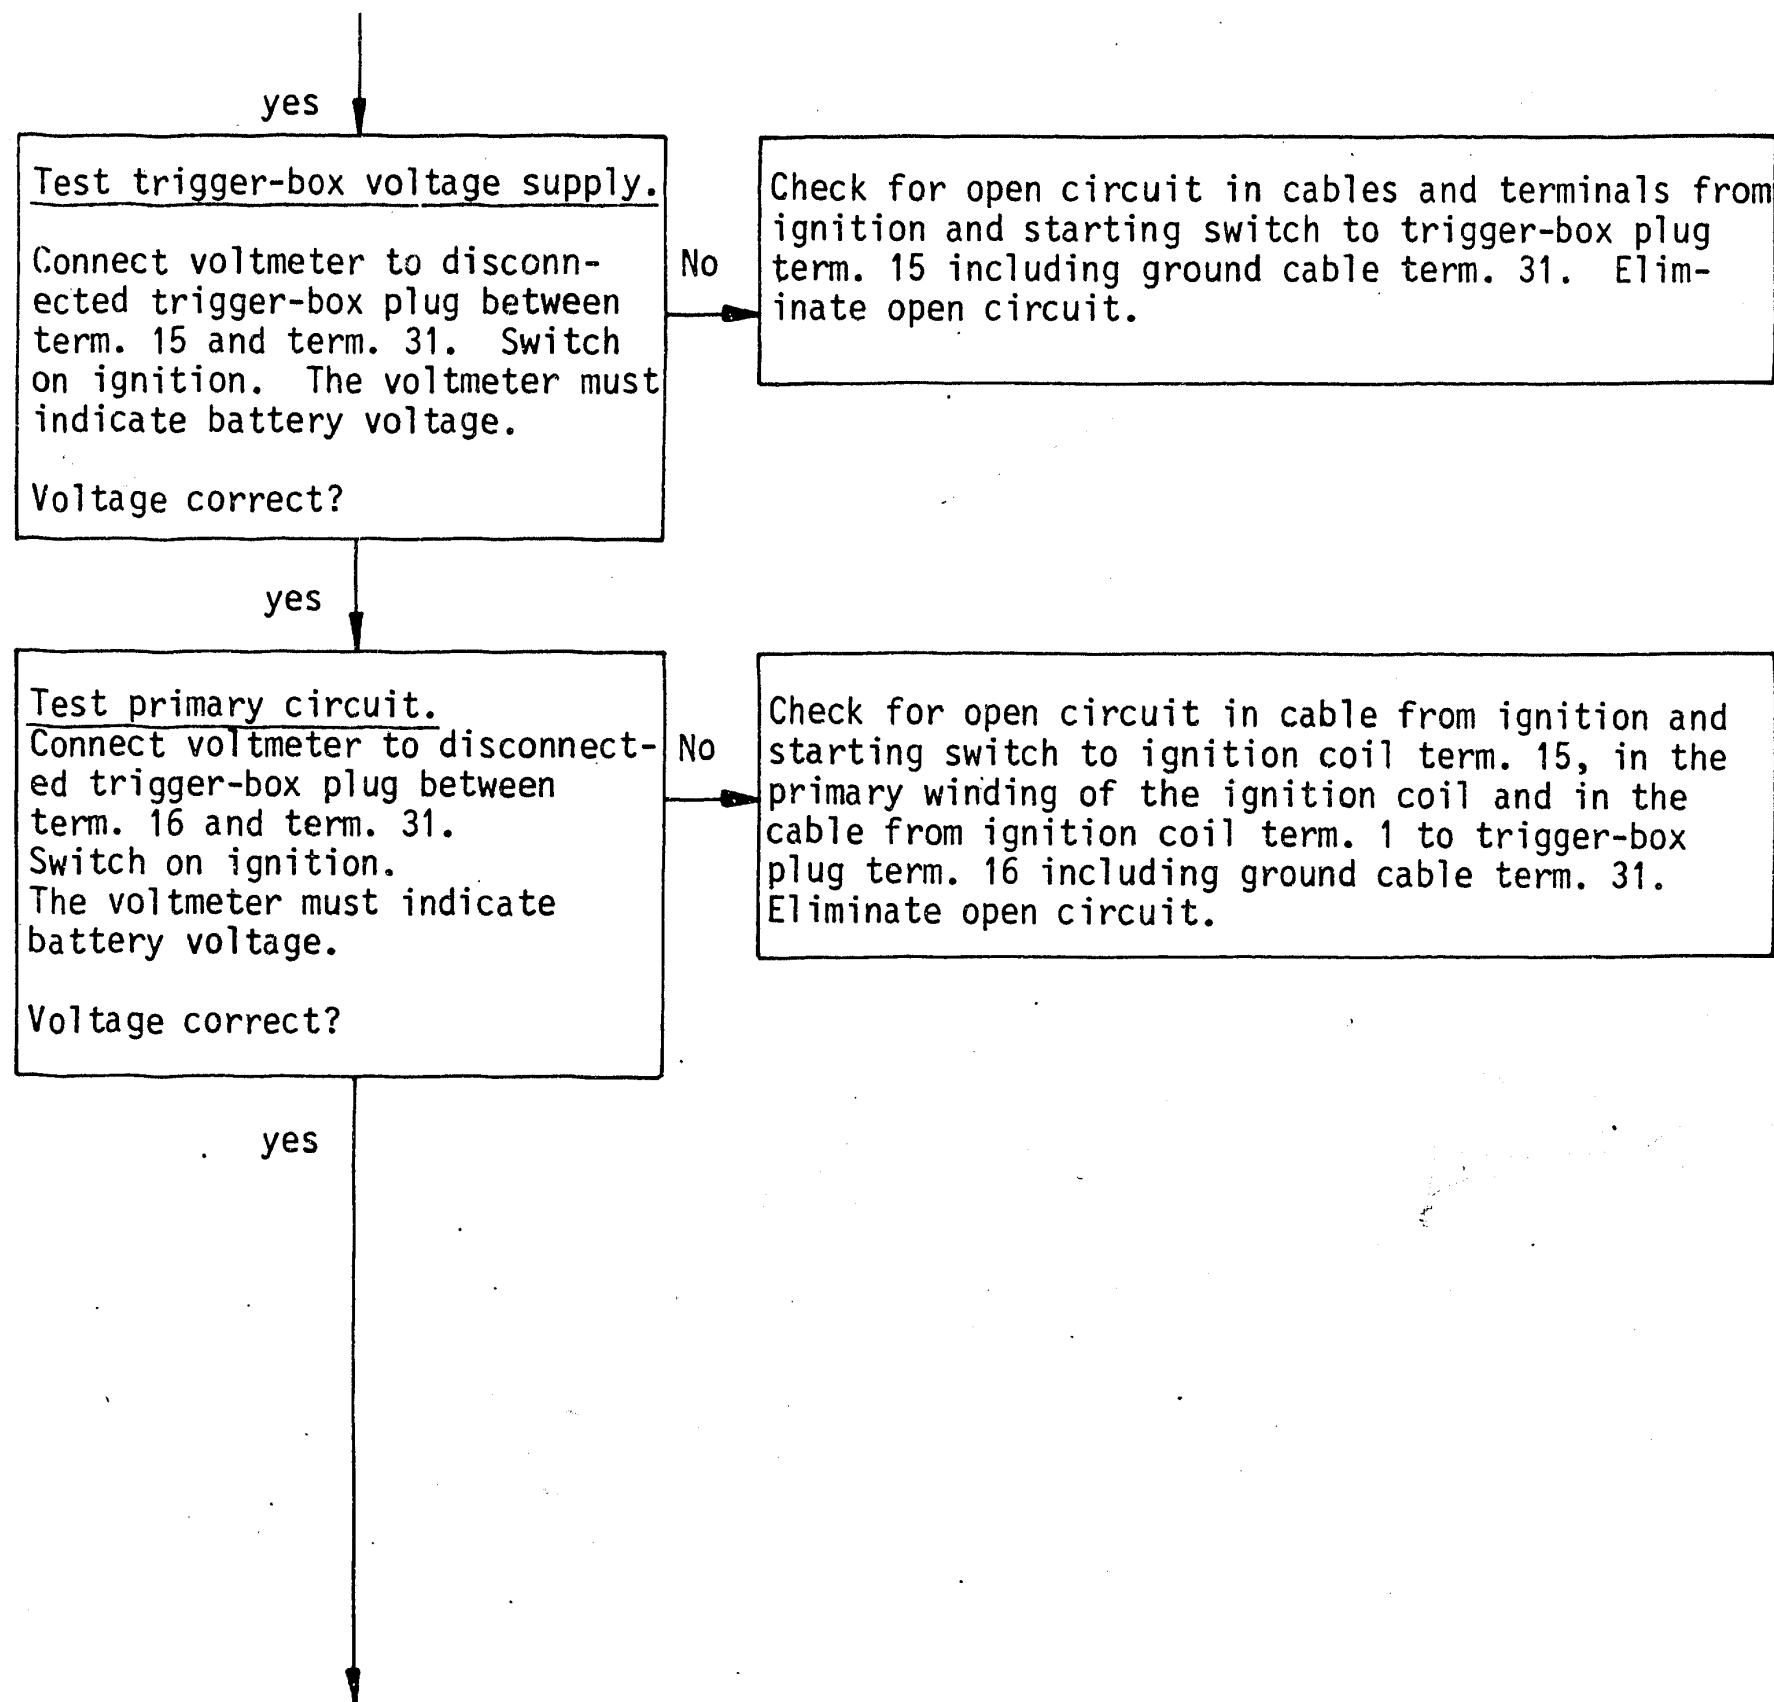 yes
Test trigger-box voltage supply.
Connect voltmeter to disconn-
ected trigger-box plug between
term. 15 and term. 31. Switch
on ignition. The voltmeter must
indicate battery voltage.
Voltage correct?
No
Check for open circuit in cables and terminals from
ignition and starting switch to trigger-box plug
term. 15 including ground cable term. 31. Elim-
inate open circuit.
yes
Test primary circuit.
Connect voltmeter to disconnect-
ed trigger-box plug between
term. 16 and term. 31.
Switch on ignition.
The voltmeter must indicate
battery voltage.
Voltage correct?
No
Check for open circuit in cable from ignition and
starting switch to ignition coil term. 15, in the
primary winding of the ignition coil and in the
cable from ignition coil term. 1 to trigger-box
plug term. 16 including ground cable term. 31.
Eliminate open circuit.
yes